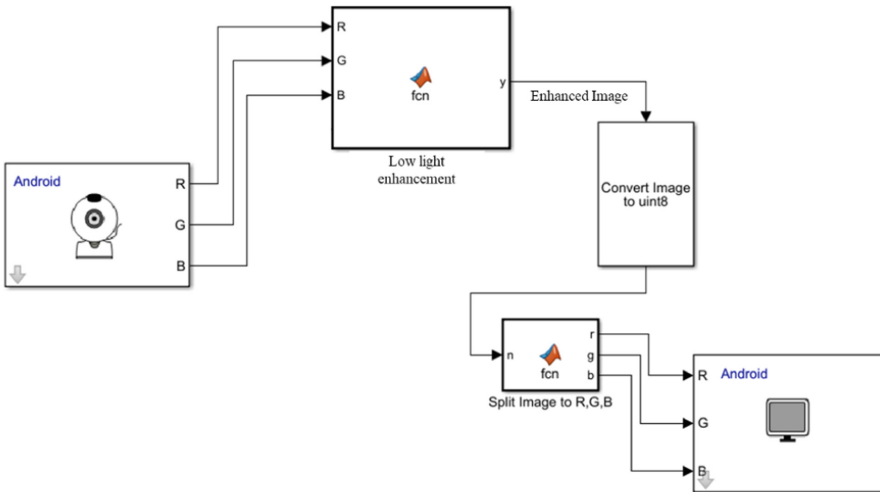 R
G
B
fcn
y
Low light
enhancement
Enhanced Image
Android
R
G
B
Convert Image
to uint8
n
fcn
r
g
b
Split Image to R,G,B
R
G
B
Android